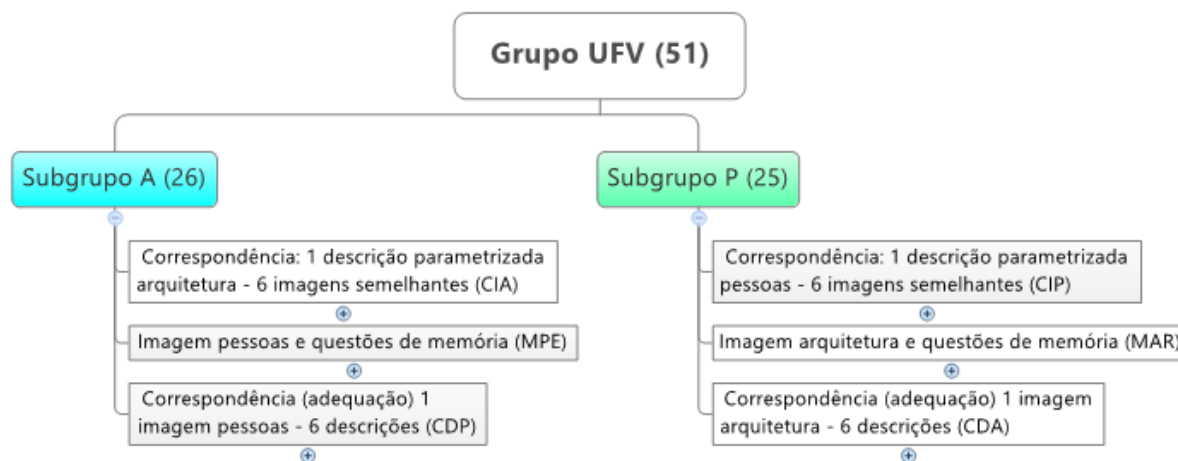 Grupo UFV (51)
Subgrupo A (26)
Correspondência: 1 descrição parametrizada
arquitetura - 6 imagens semelhantes (CIA)
Imagem pessoas e questões de memória (MPE)
Correspondência (adequação) 1
imagem pessoas - 6 descrições (CDP)
Subgrupo P (25)
Correspondência: 1 descrição parametrizada
pessoas - 6 imagens semelhantes (CIP)
Imagem arquitetura e questões de memória (MAR)
Correspondência (adequação) 1 imagem
arquitetura - 6 descrições (CDA)